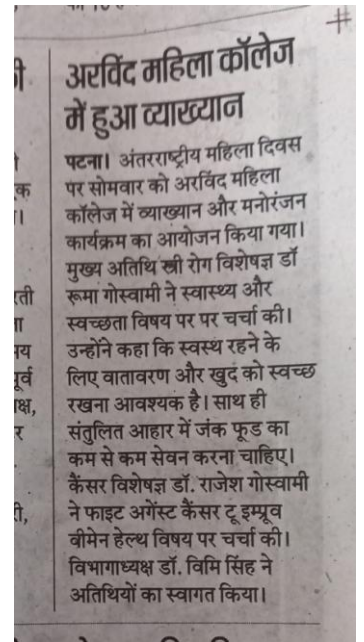 अरविंद महिला कॉलेज
में हुआ व्याख्यान
पटना। अंतरराष्ट्रीय महिला दिवस
पर सोमवार को अरविंद महिला
कॉलेज में व्याख्यान और मनोरंजन
कार्यक्रम का आयोजन किया गया।
मुख्य अतिथि स्त्री रोग विशेषज्ञ डॉ
रूमा गोस्वामी ने स्वास्थ्य और
स्वच्छता विषय पर पर चर्चा की।
उन्होंने कहा कि स्वस्थ रहने के
लिए वातावरण और खुद को स्वच्छ
रखना आवश्यक है। साथ ही
संतुलित आहार में जंक फूड का
कम से कम सेवन करना चाहिए।
कैंसर विशेषज्ञ डॉ. राजेश गोस्वामी
ने फाइट अगेंस्ट कैंसर टू इम्प्रूव
वीमेन हेल्थ विषय पर चर्चा की।
विभागाध्यक्ष डॉ. विमि सिंह ने
अतिथियों का स्वागत किया।